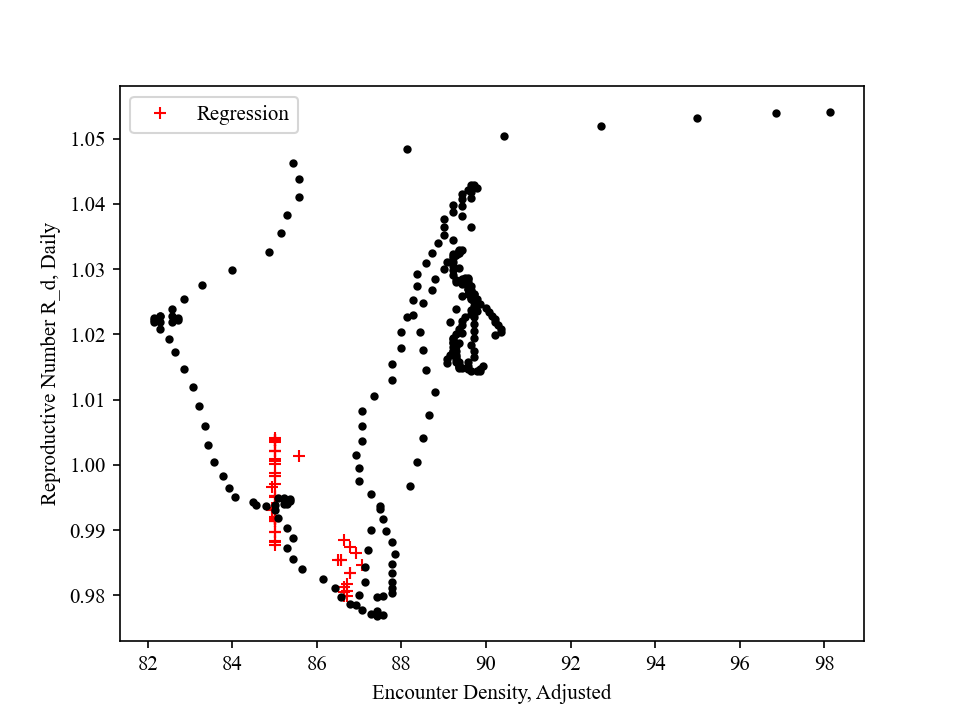 Regression
1.05
1.04
1.03
1.02
1.01
1.00
0.99
0.98
Reproductive Number R_d, Daily
82 84 86 88 90 92 94 96 98
Encounter Density, Adjusted